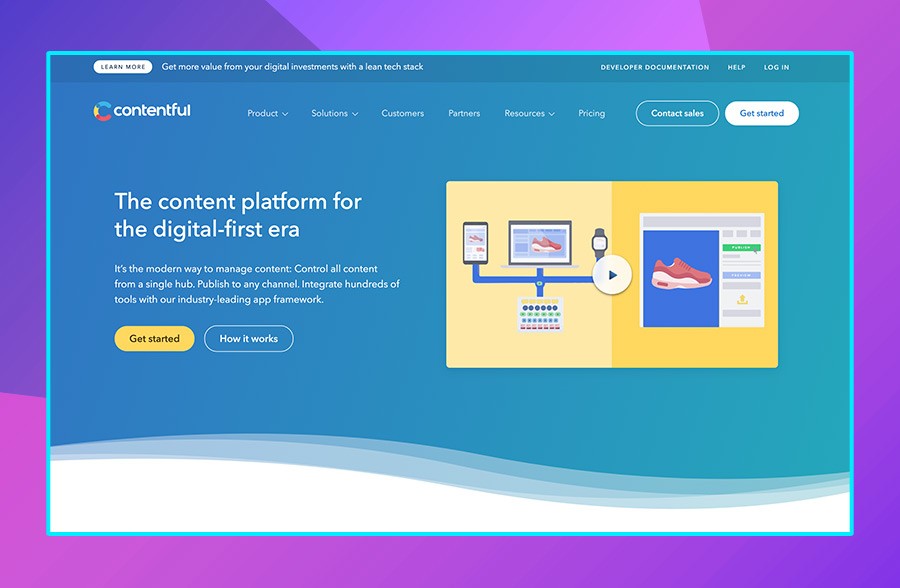 LEARN MORE Get more value from your digital investments with a lean tech stack DEVELOPER DOCUMENTATION HELP LOG IN
contentful Product Solutions Customers Partners Resources Pricing Contact sales Get started
The content platform for
the digital-first era
It's the modern way to manage content: Control all content
from a single hub. Publish to any channel. Integrate hundreds of
tools with our industry-leading app framework.
Get started How it works
PUBLISH
PREVIEW